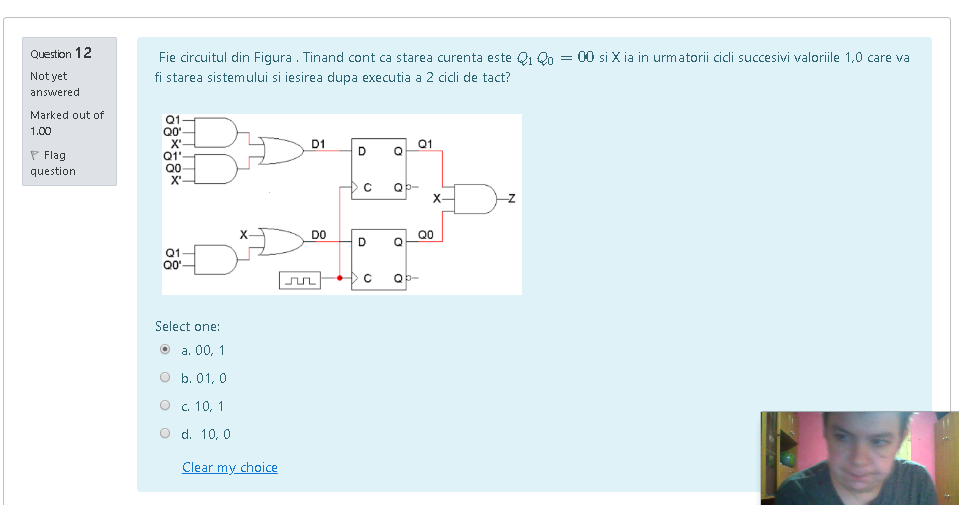 Question 12
Not yet
answered
Marked out of
1.00
Flag
question
Fie circuitul din Figura . Tinand cont ca starea curenta este Q1 Q0 = 00 si X ia in urmatorii cicli succesivi valoriile 1,0 care va
fi starea sistemului si iesirea dupa executia a 2 cicli de tact?
Q1
Q0'
X'
Q1'
Q0
X'
D1
D Q
Q1
C Q
X
Z
X
D0
D Q
Q0
Q1
Q0'
C Q
Select one:
a. 00, 1
b. 01, 0
c. 10, 1
d. 10, 0
Clear my choice